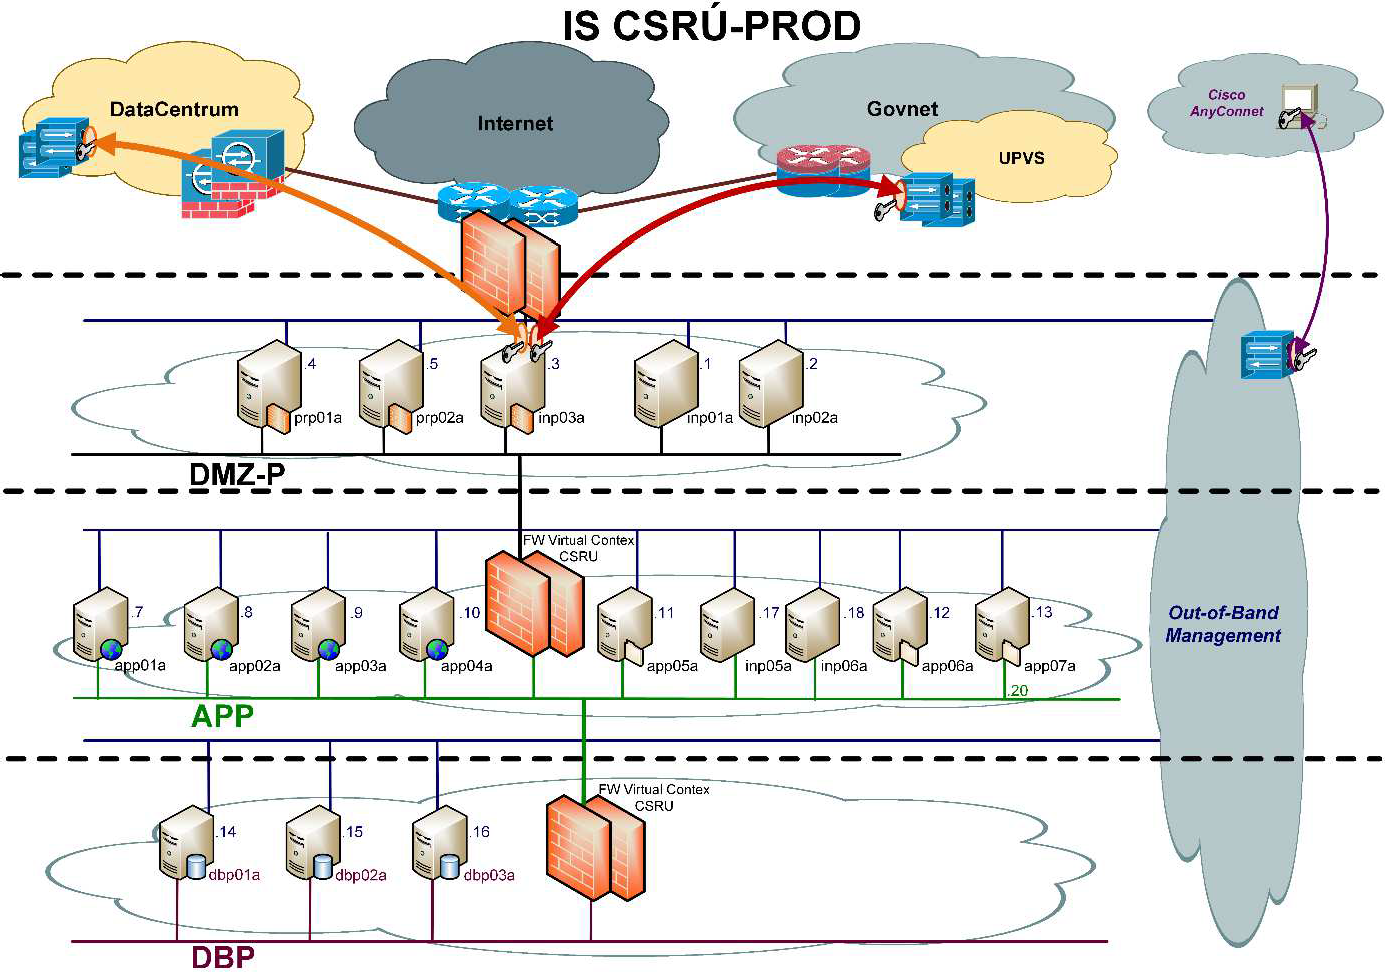 IS CSRÚ-PROD
DataCentrum
Internet
Govnet
UPVS
Cisco
AnyConnet
.4
.5
.3
.1
.2
prp01a
prp02a
inp03a
inp01a
inp02a
DMZ-P
FW Virtual Contex
CSRU
.7
.8
.9
.10
.11
.17
.18
.12
.13
app01a
app02a
app03a
app04a
app05a
inp05a
inp06a
app06a
app07a
.20
APP
Out-of-Band
Management
FW Virtual Contex
CSRU
.14
.15
.16
dbp01a
dbp02a
dbp03a
DBP